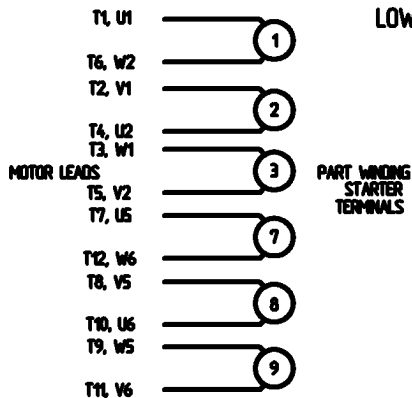 T1, U1
LOW
1
T6, W2
T2, V1
2
T4, U2
T3, W1
MOTOR LEADS
3
PART WINDING
STARTER
TERMINALS
T5, V2
T7, U5
7
T12, W6
T8, V5
8
T10, U6
T9, W5
9
T11, V6